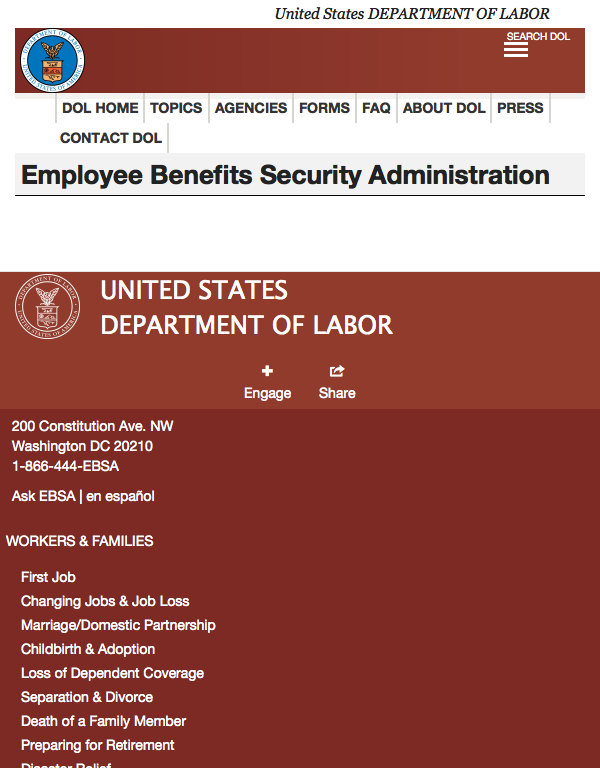 United States DEPARTMENT OF LABOR
SEARCH DOL
DOL HOME TOPICS AGENCIES FORMS FAQ ABOUT DOL PRESS
CONTACT DOL
Employee Benefits Security Administration
UNITED STATES
DEPARTMENT OF LABOR
Engage Share
200 Constitution Ave. NW
Washington DC 20210
1-866-444-EBSA
Ask EBSA | en español
WORKERS & FAMILIES
First Job
Changing Jobs & Job Loss
Marriage/Domestic Partnership
Childbirth & Adoption
Loss of Dependent Coverage
Separation & Divorce
Death of a Family Member
Preparing for Retirement
Disaster Relief